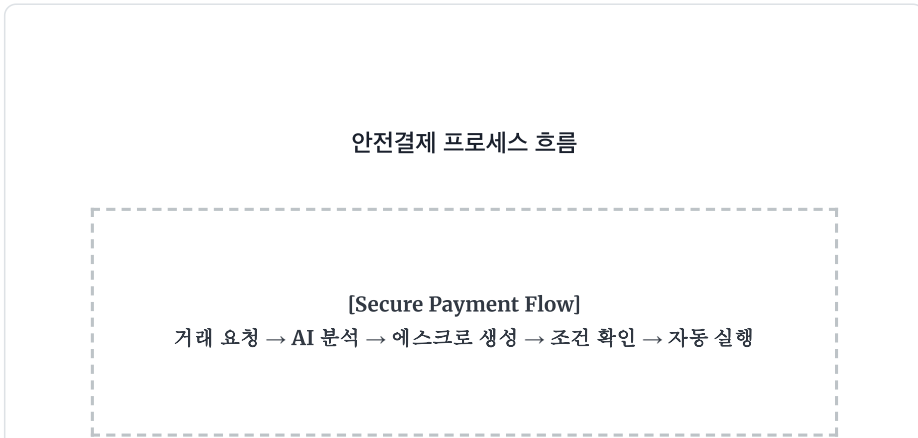 안전결제 프로세스 흐름
[Secure Payment Flow]
거래 요청 → AI 분석 → 에스크로 생성 → 조건 확인 → 자동 실행